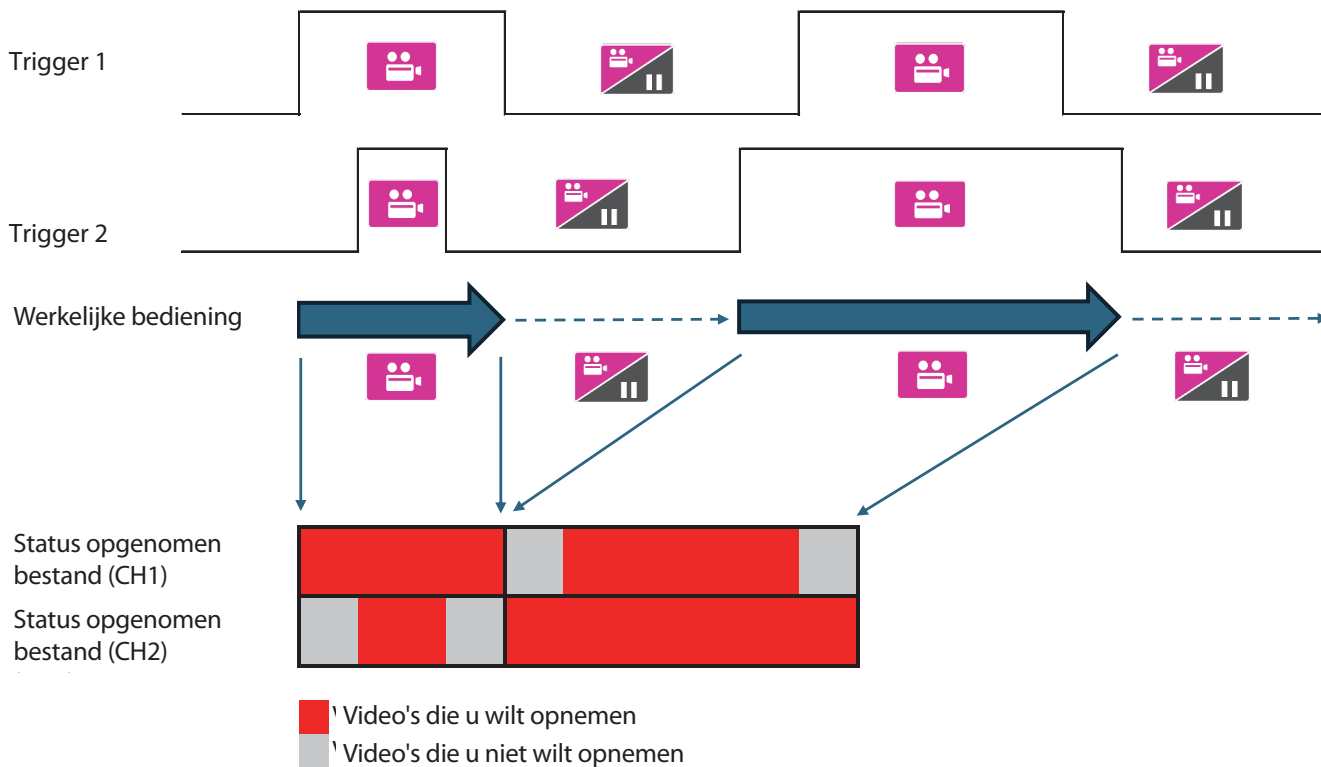 Trigger 1
Trigger 2
Werkelijke bediening
Status opgenomen
bestand (CH1)
Status opgenomen
bestand (CH2)
Video's die u wilt opnemen
Video's die u niet wilt opnemen